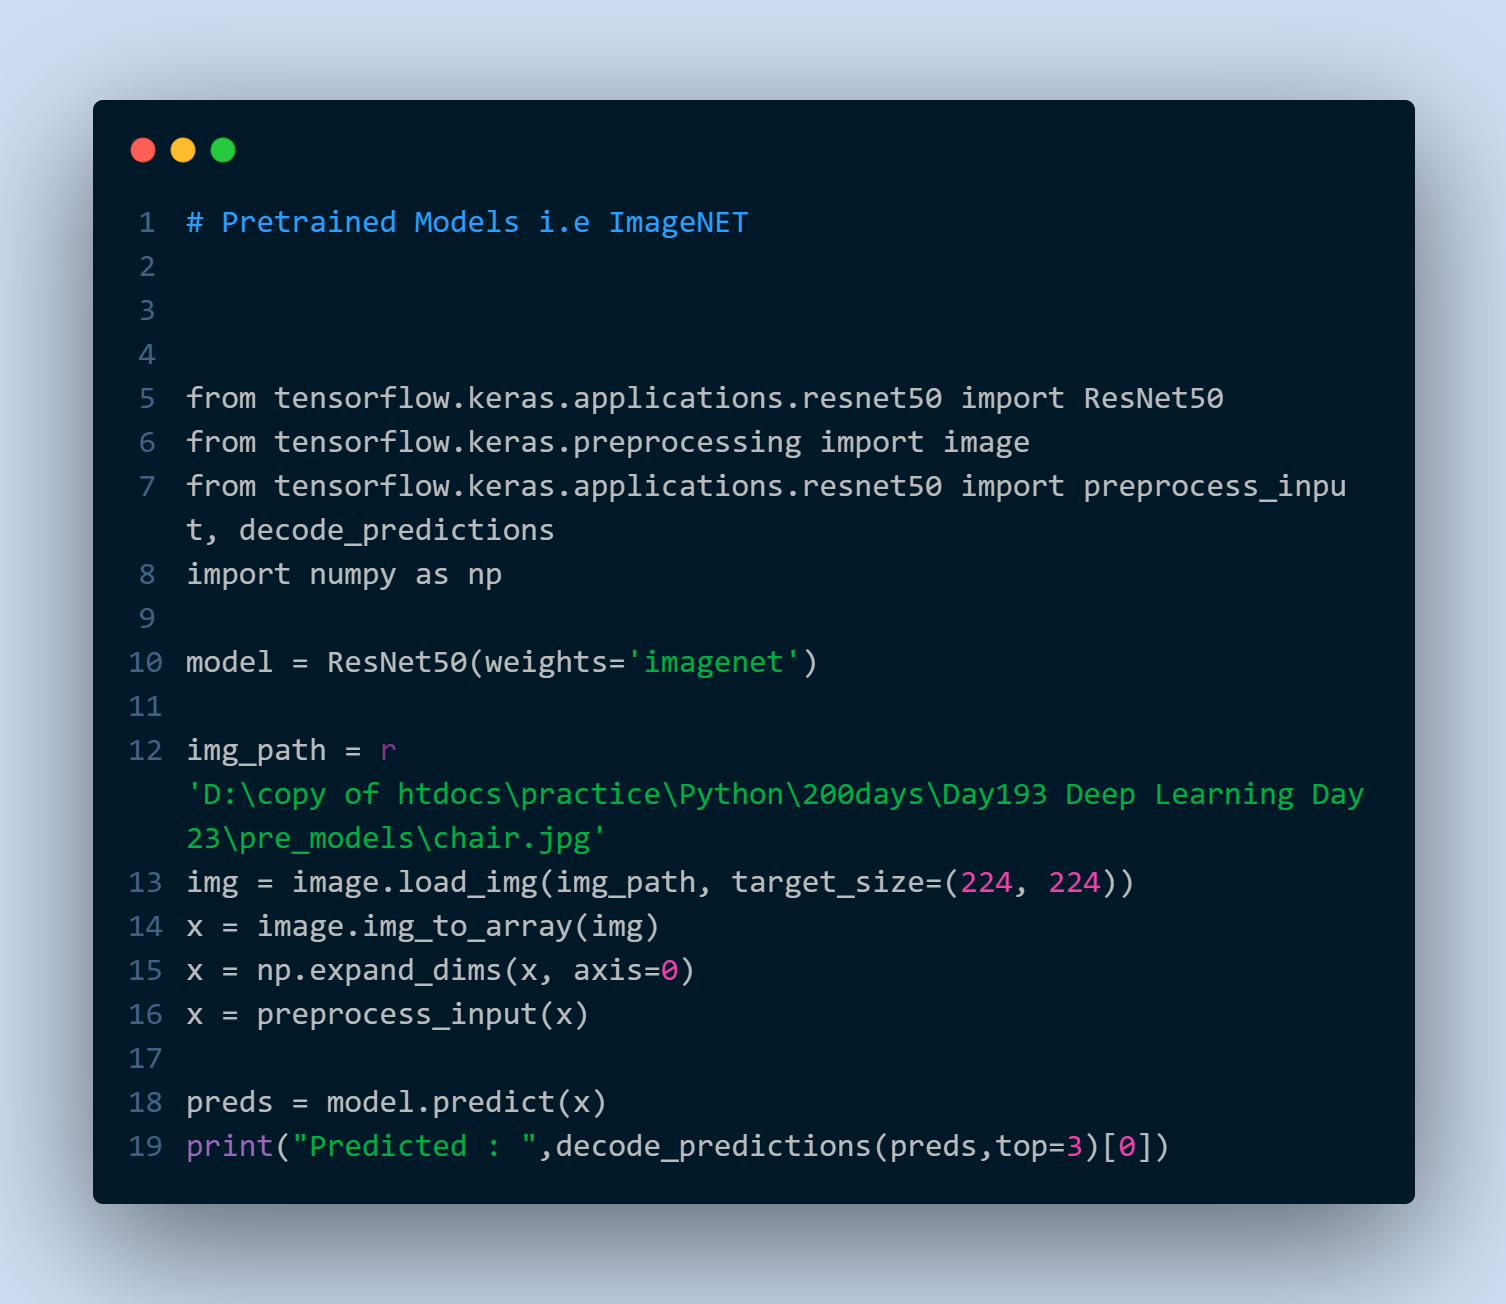 1 # Pretrained Models i.e ImageNET
2
3
4
5 from tensorflow.keras.applications.resnet50 import ResNet50
6 from tensorflow.keras.preprocessing import image
7 from tensorflow.keras.applications.resnet50 import preprocess_inpu
t, decode_predictions
8 import numpy as np
9
10 model = ResNet50(weights='imagenet')
11
12 img_path = r
'D:\copy of htdocs\practice\Python\200days\Day193 Deep Learning Day
23\pre_models\chair.jpg'
13 img = image.load_img(img_path, target_size=(224, 224))
14 x = image.img_to_array(img)
15 x = np.expand_dims(x, axis=0)
16 x = preprocess_input(x)
17
18 preds = model.predict(x)
19 print("Predicted : ",decode_predictions(preds,top=3)[0])